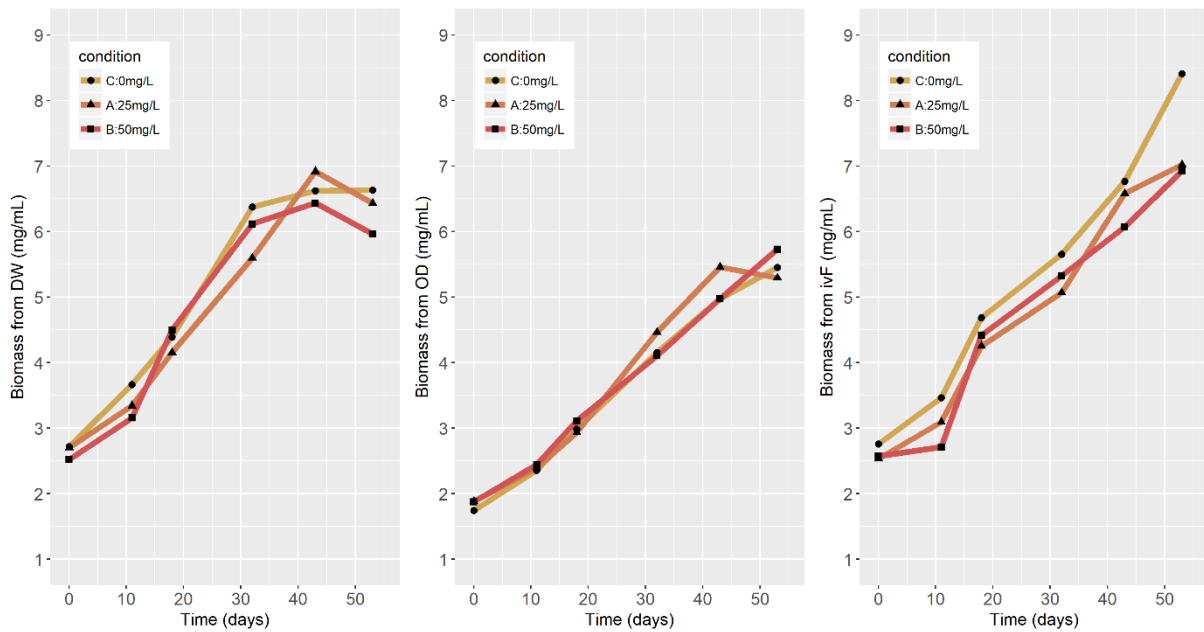 9
8
7
6
5
4
3
2
1
Biomass from DW (mg/mL)
condition
C:0mg/L
A:25mg/L
B:50mg/L
0 10 20 30 40 50
Time (days)
9
8
7
6
5
4
3
2
1
Biomass from OD (mg/mL)
condition
C:0mg/L
A:25mg/L
B:50mg/L
0 10 20 30 40 50
Time (days)
9
8
7
6
5
4
3
2
1
Biomass from ivF (mg/mL)
condition
C:0mg/L
A:25mg/L
B:50mg/L
0 10 20 30 40 50
Time (days)